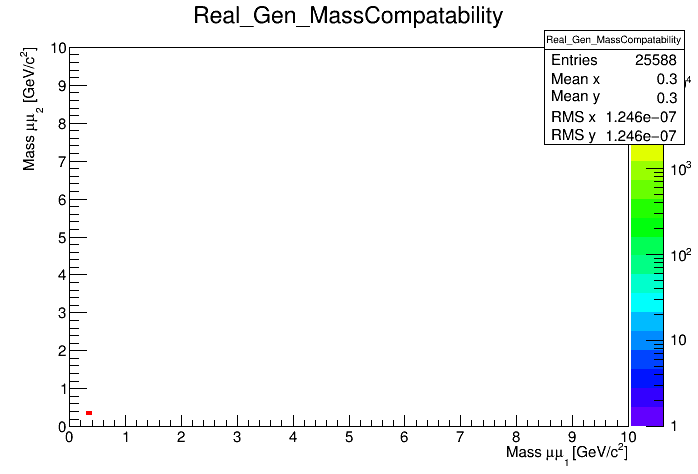 Real_Gen_MassCompatability
Real_Gen_MassCompatability
Entries 25588
Mean x 0.3
Mean y 0.3
RMS x 1.246e−07
RMS y 1.246e−07
Mass μμ₂ [GeV/c²]
10
9
8
7
6
5
4
3
2
1
0
0 1 2 3 4 5 6 7 8 9 10
Mass μμ₁ [GeV/c²]
4
10³
10²
10
1